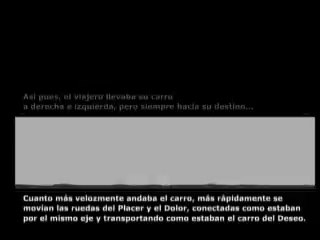 Así pues, el viajero llevaba su carro
a derecha e izquierda, pero siempre hacia su destino...
Cuanto más velozmente andaba el carro, más rápidamente se
movían las ruedas del Placer y el Dolor, conectadas como estaban
por el mismo eje y transportando como estaban el carro del Deseo.